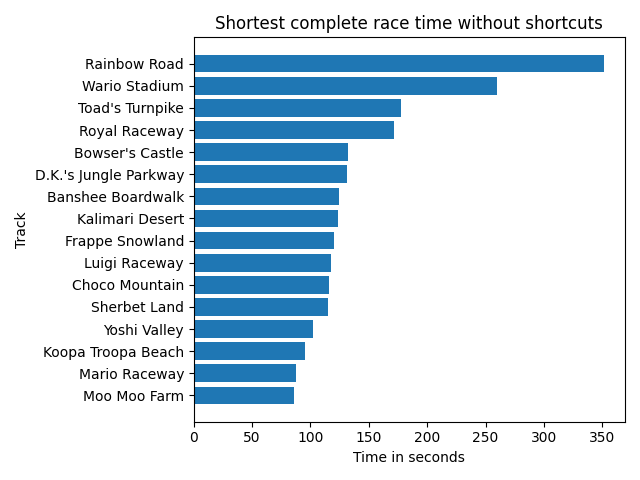 Shortest complete race time without shortcuts
Track
Rainbow Road
Wario Stadium
Toad's Turnpike
Royal Raceway
Bowser's Castle
D.K.'s Jungle Parkway
Banshee Boardwalk
Kalimari Desert
Frappe Snowland
Luigi Raceway
Choco Mountain
Sherbet Land
Yoshi Valley
Koopa Troopa Beach
Mario Raceway
Moo Moo Farm
0 50 100 150 200 250 300 350
Time in seconds